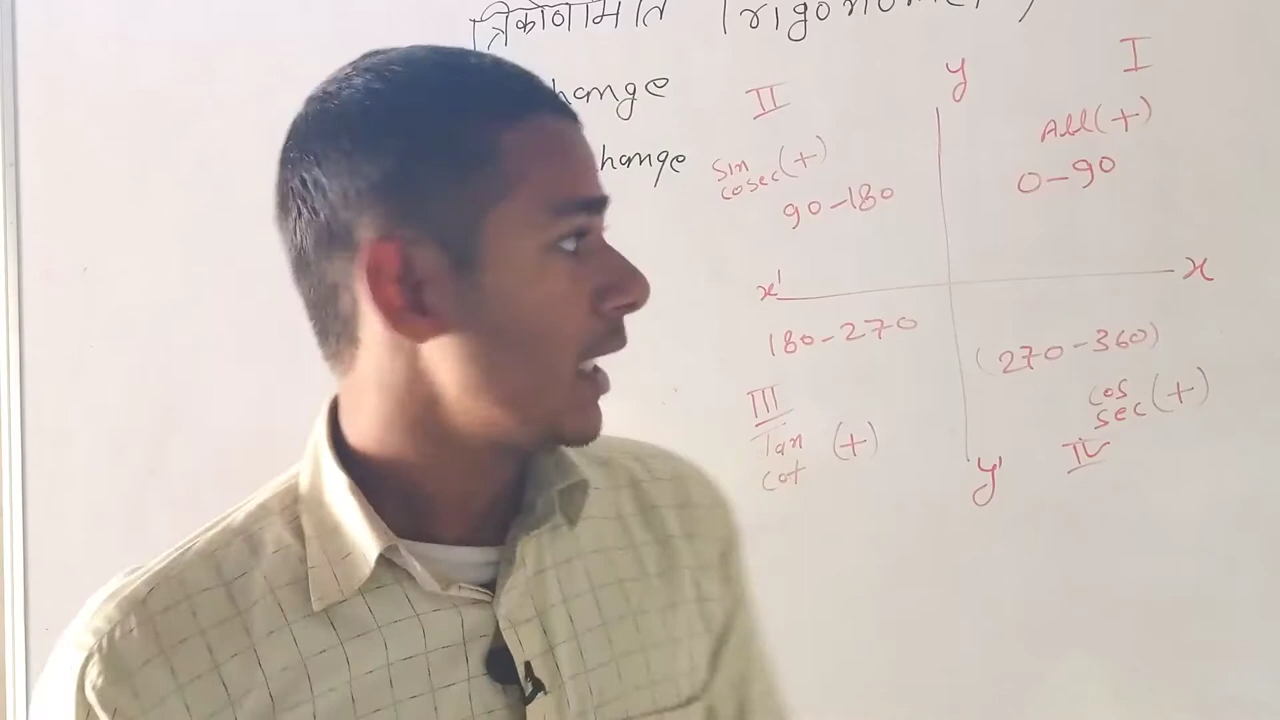 त्रिकोणामिति Trigonometry
hange
hange
y
I
II
All (+)
0-90
Sin
cosec (+)
90-180
x'
x
180-270
(270-360)
III
Tan
cot (+)
cos
sec (+)
IV
y'